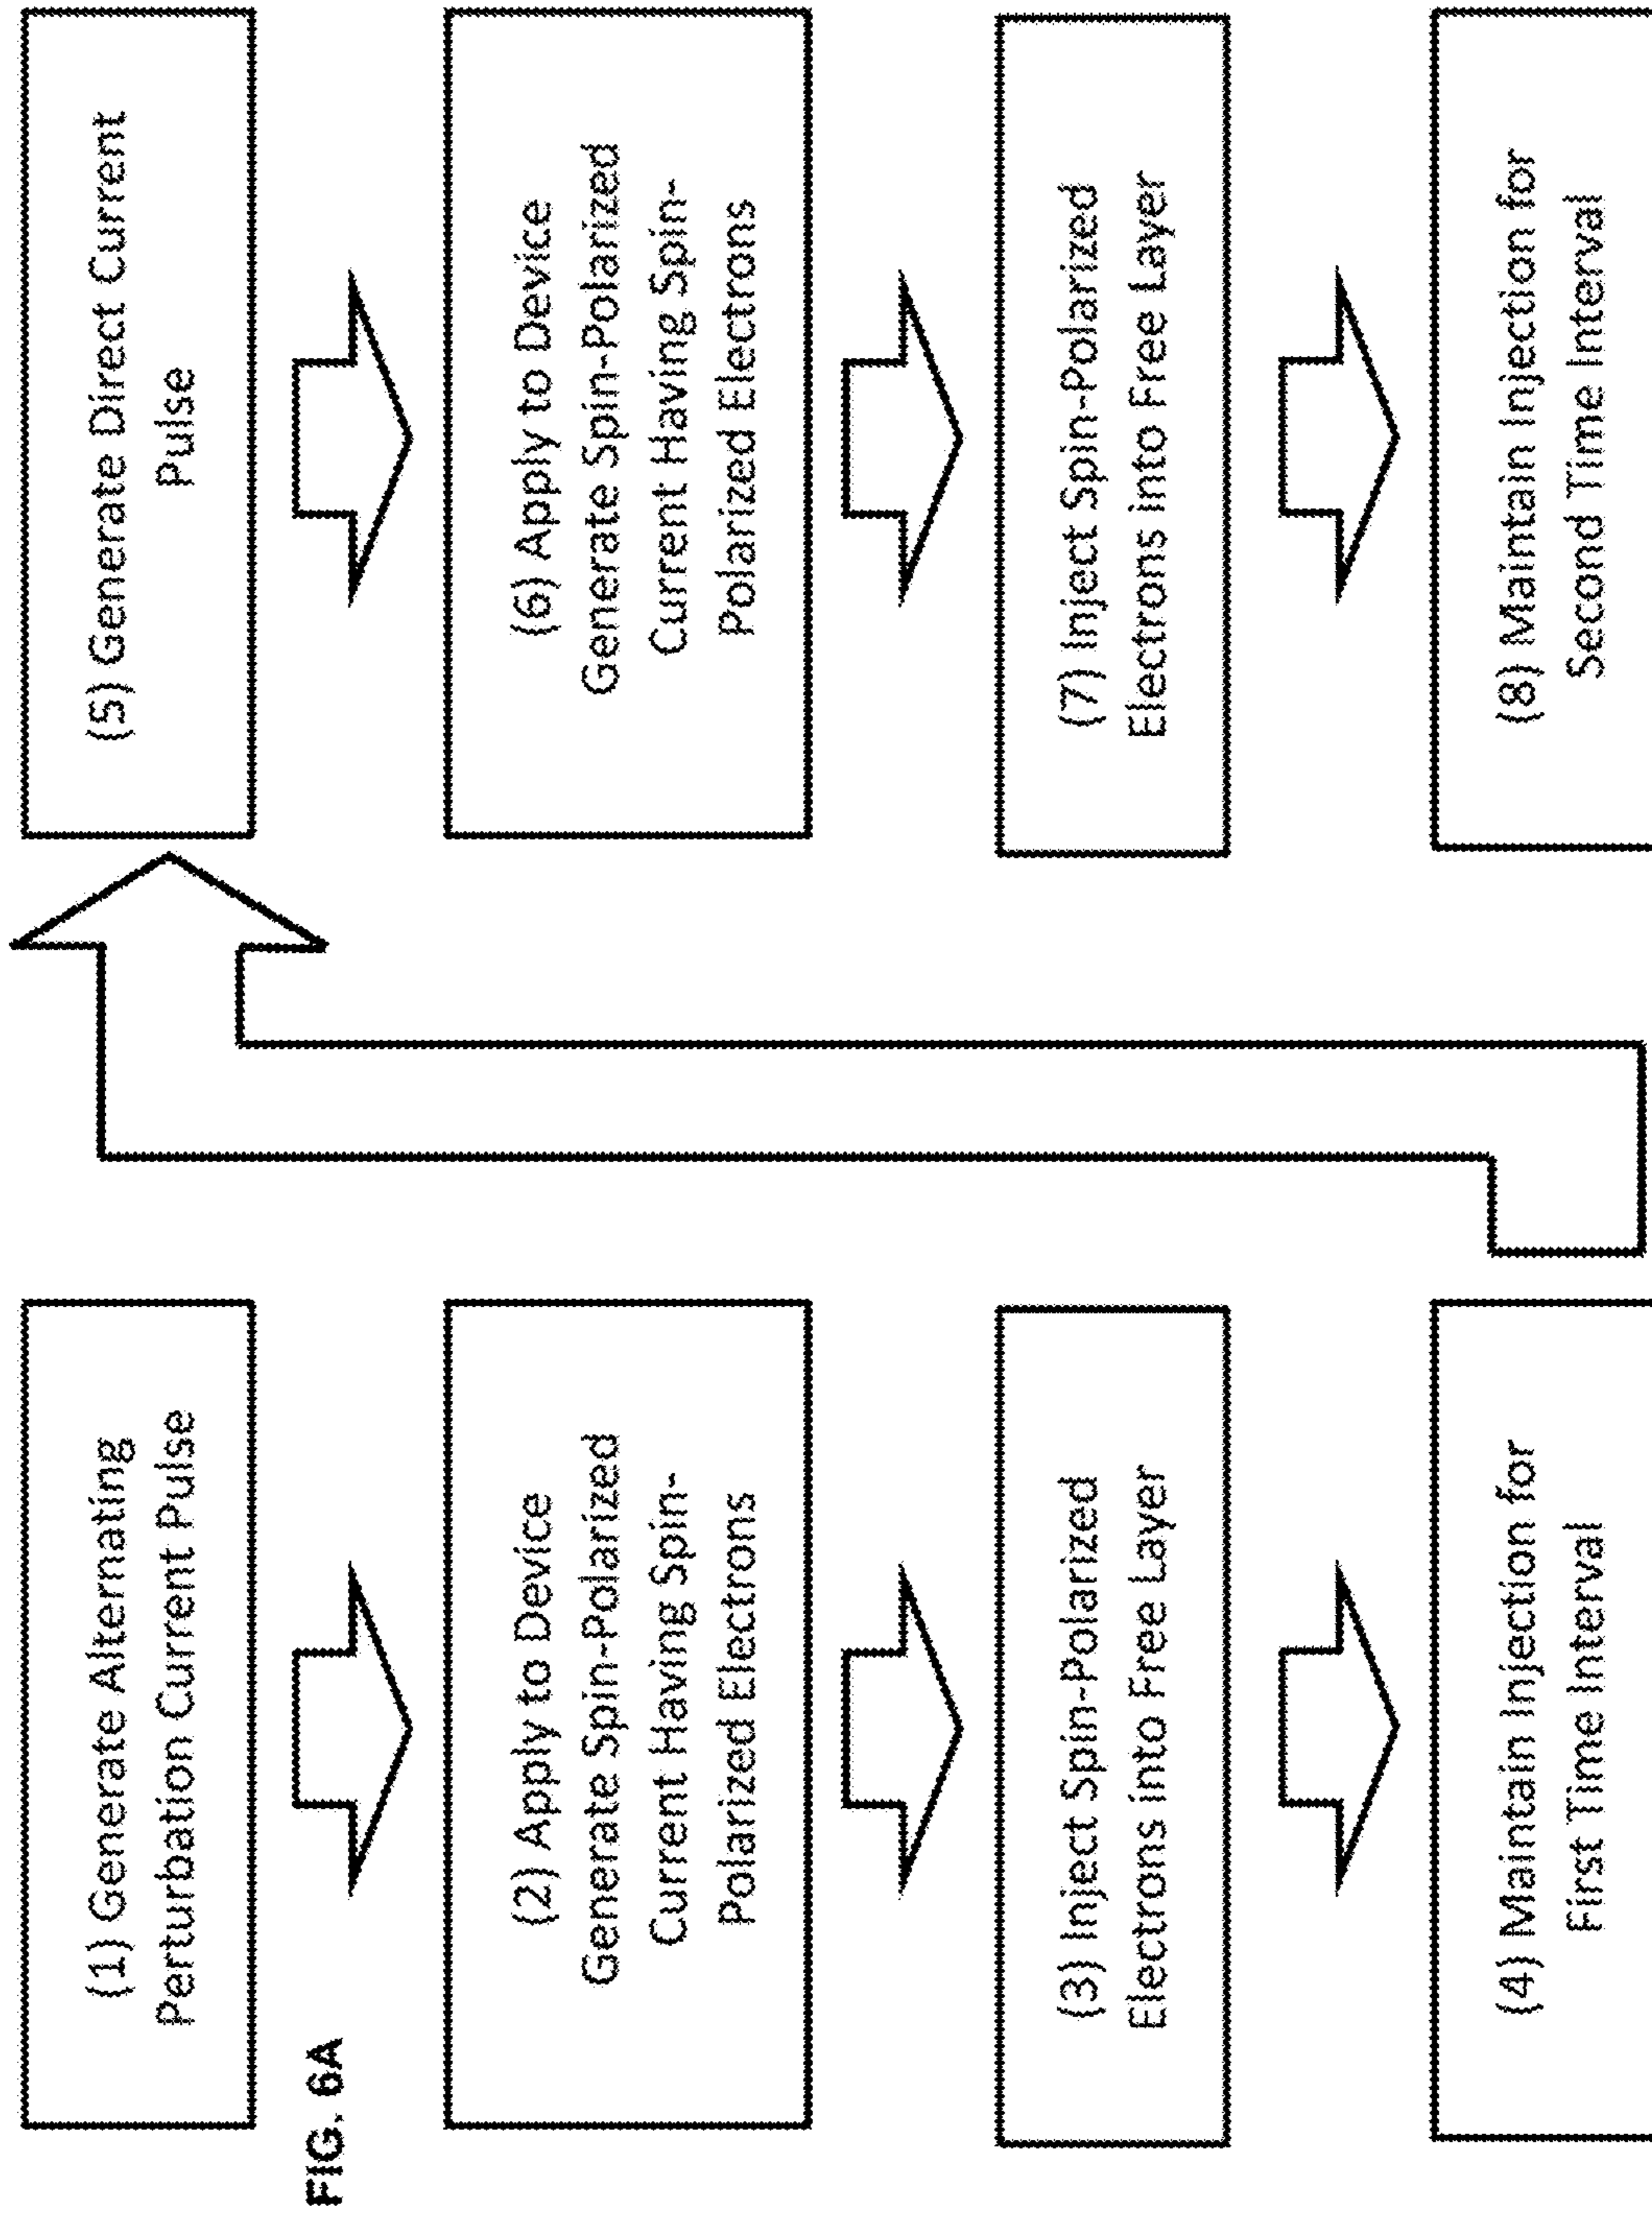 (1) Generate Alternating
Perturbation Current Pulse
(2) Apply to Device
Generate Spin-Polarized
Current Having Spin-
Polarized Electrons
(3) Inject Spin-Polarized
Electrons into Free Layer
(4) Maintain Injection for
First Time Interval
(5) Generate Direct Current
Pulse
(6) Apply to Device
Generate Spin-Polarized
Current Having Spin-
Polarized Electrons
(7) Inject Spin-Polarized
Electrons into Free Layer
(8) Maintain Injection for
Second Time Interval
FIG. 6A